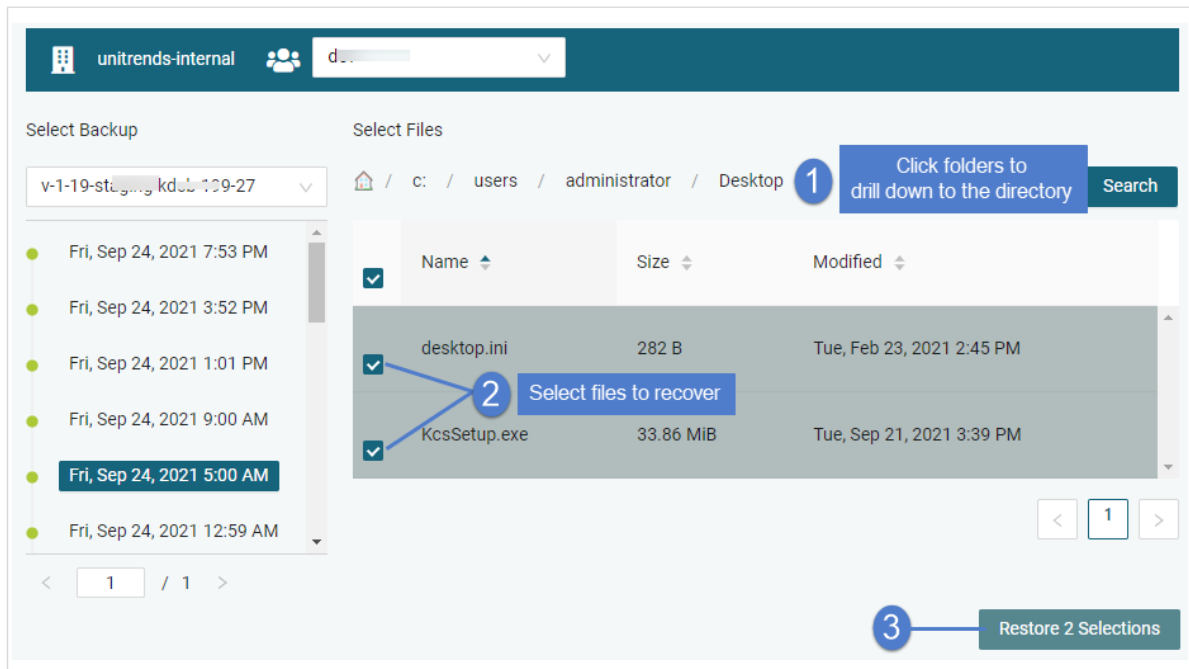 unitrends-internal
Select Backup
Select Files
c: / users / administrator / Desktop
1
Click folders to
drill down to the directory
Search
Fri, Sep 24, 2021 7:53 PM
Fri, Sep 24, 2021 3:52 PM
Fri, Sep 24, 2021 1:01 PM
Fri, Sep 24, 2021 9:00 AM
Fri, Sep 24, 2021 5:00 AM
Fri, Sep 24, 2021 12:59 AM
< 1 / 1 >
Name Size Modified
desktop.ini 282 B Tue, Feb 23, 2021 2:45 PM
2 Select files to recover
KcsSetup.exe 33.86 MiB Tue, Sep 21, 2021 3:39 PM
< 1 >
3 Restore 2 Selections